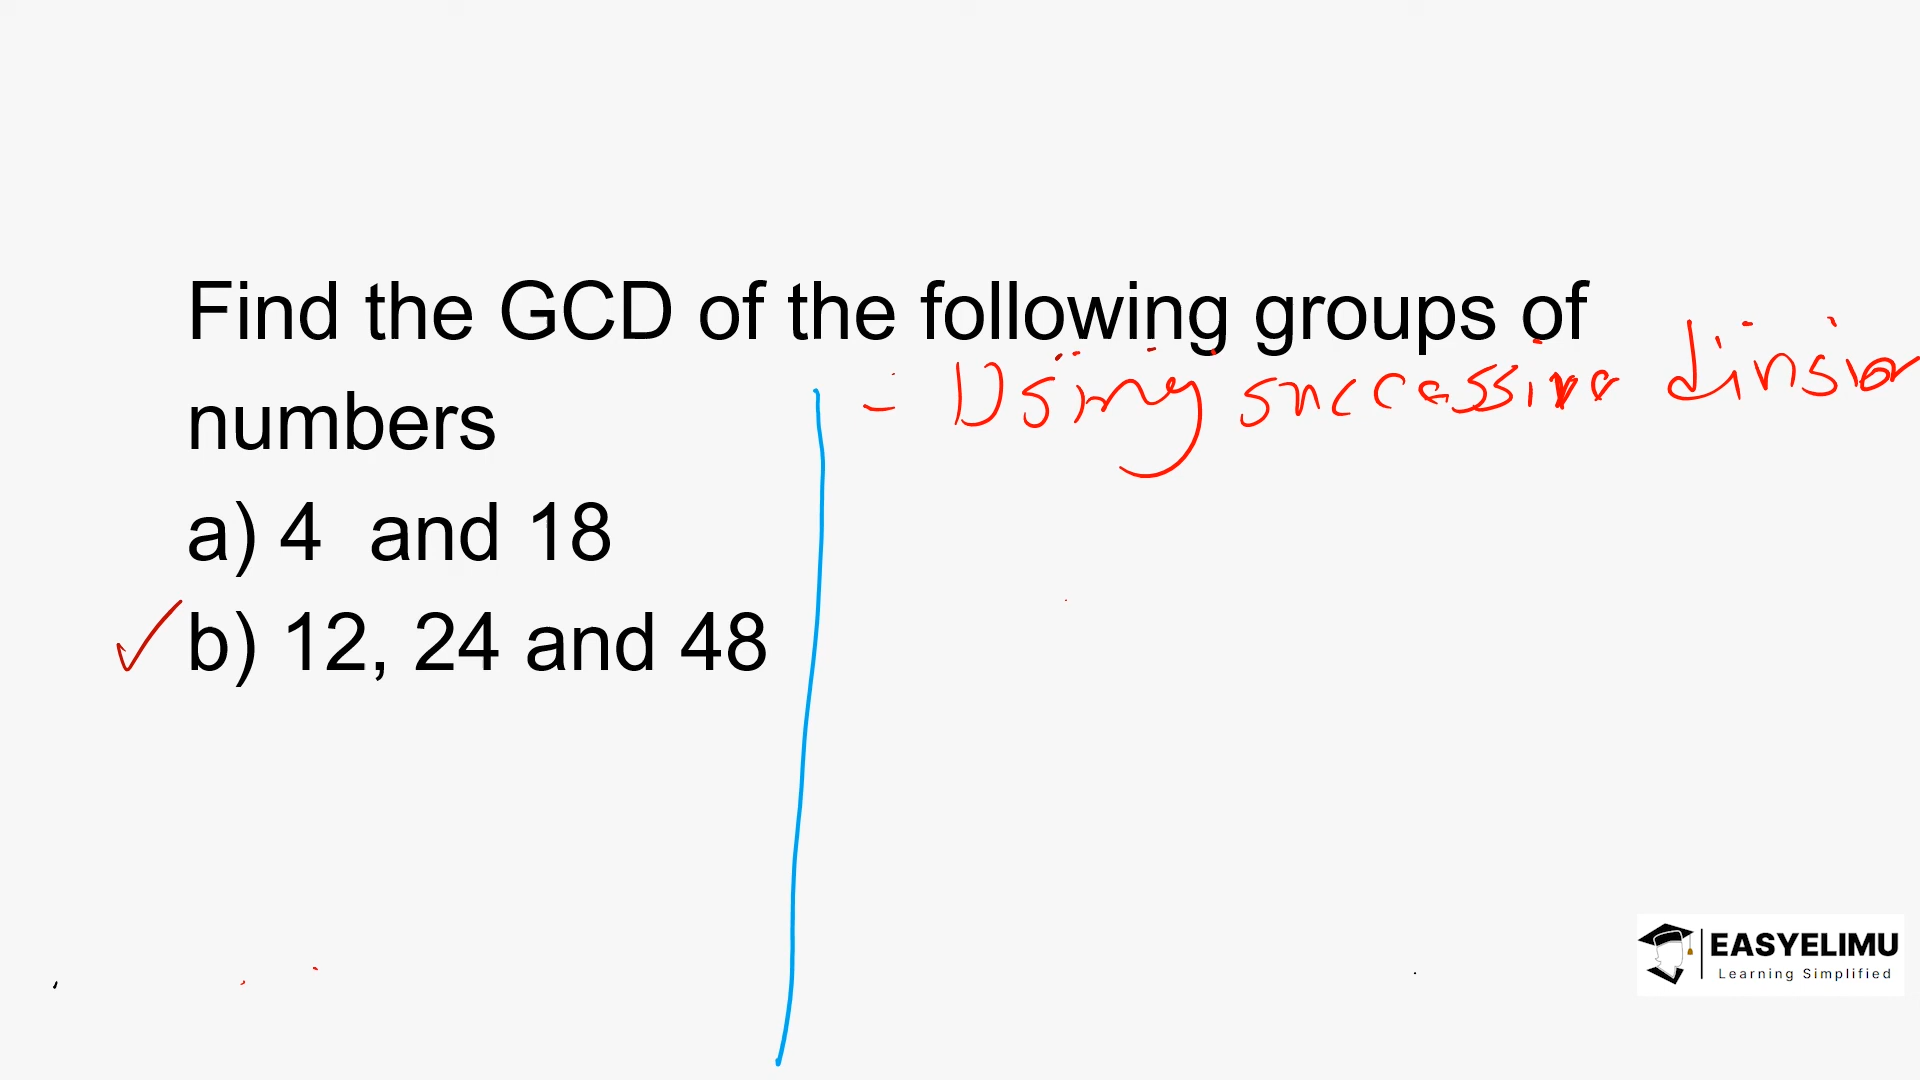 Find the GCD of the following groups of
numbers
- Using successive division
a) 4 and 18
b) 12, 24 and 48
EASYELIMU
Learning Simplified